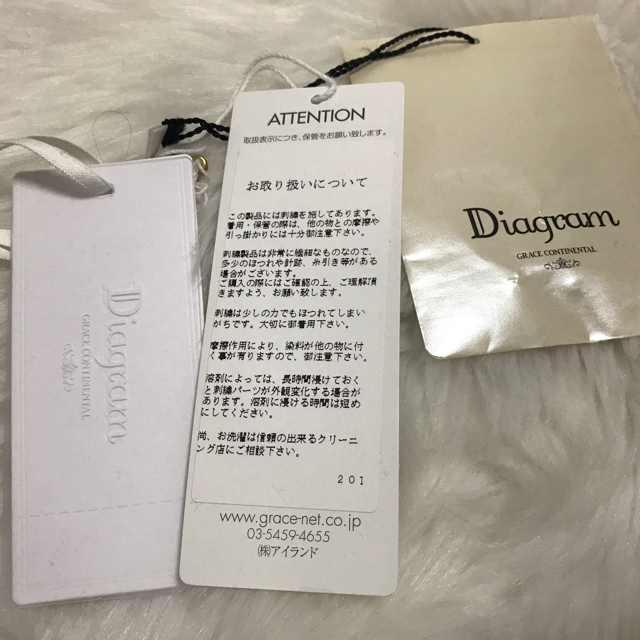 Diagram
GRACE CONTINENTAL
ATTENTION
取扱表示につき、保管をお願い致します。
お取り扱いについて
この製品には刺繍を施してあります。
着用・保管の際は、他の物との摩擦や
引っ掛かりには十分御注意下さい。
刺繍製品は非常に繊細なものなので、
多少のほつれや針跡、糸引き等がある
場合がございます。
ご購入の際にはご確認の上、ご理解頂
きますよう、お願い致します。
刺繍は少しの力でもほつれてしまい
がちです。大切に御着用下さい。
摩擦作用により、染料が他の物に付
く事が有りますので、御注意下さい。
溶剤によっては、長時間浸けておく
と刺繍パーツが外観変化する場合が
あります。溶剤に浸ける時間は短め
にしてください。
尚、お洗濯は信頼の出来るクリーニ
ング店にご相談下さい。
201
www.grace-net.co.jp
03-5459-4655
㈱アイランド
Diagram
GRACE CONTINENTAL